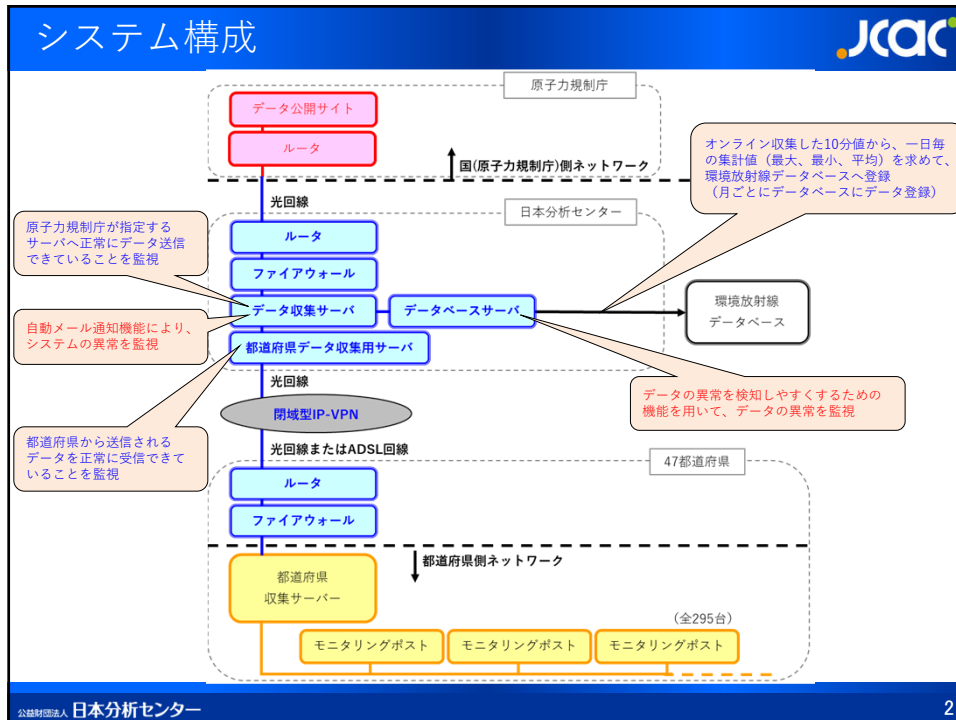 システム構成
JCAC
原子力規制庁
データ公開サイト
ルータ
国(原子力規制庁)側ネットワーク
オンライン収集した10分値から、一日毎
の集計値（最大、最小、平均）を求めて、
環境放射線データベースへ登録
（月ごとにデータベースにデータ登録）
光回線
日本分析センター
原子力規制庁が指定する
サーバへ正常にデータ送信
できていることを監視
ルータ
ファイアウォール
データ収集サーバ
データベースサーバ
環境放射線
データベース
自動メール通知機能により、
システムの異常を監視
都道府県データ収集用サーバ
光回線
データの異常を検知しやすくするための
機能を用いて、データの異常を監視
閉域型IP-VPN
都道府県から送信される
データを正常に受信できて
いることを監視
光回線またはADSL回線
47都道府県
ルータ
ファイアウォール
都道府県側ネットワーク
都道府県
収集サーバー
（全295台）
モニタリングポスト
モニタリングポスト
モニタリングポスト
公益財団法人 日本分析センター
2